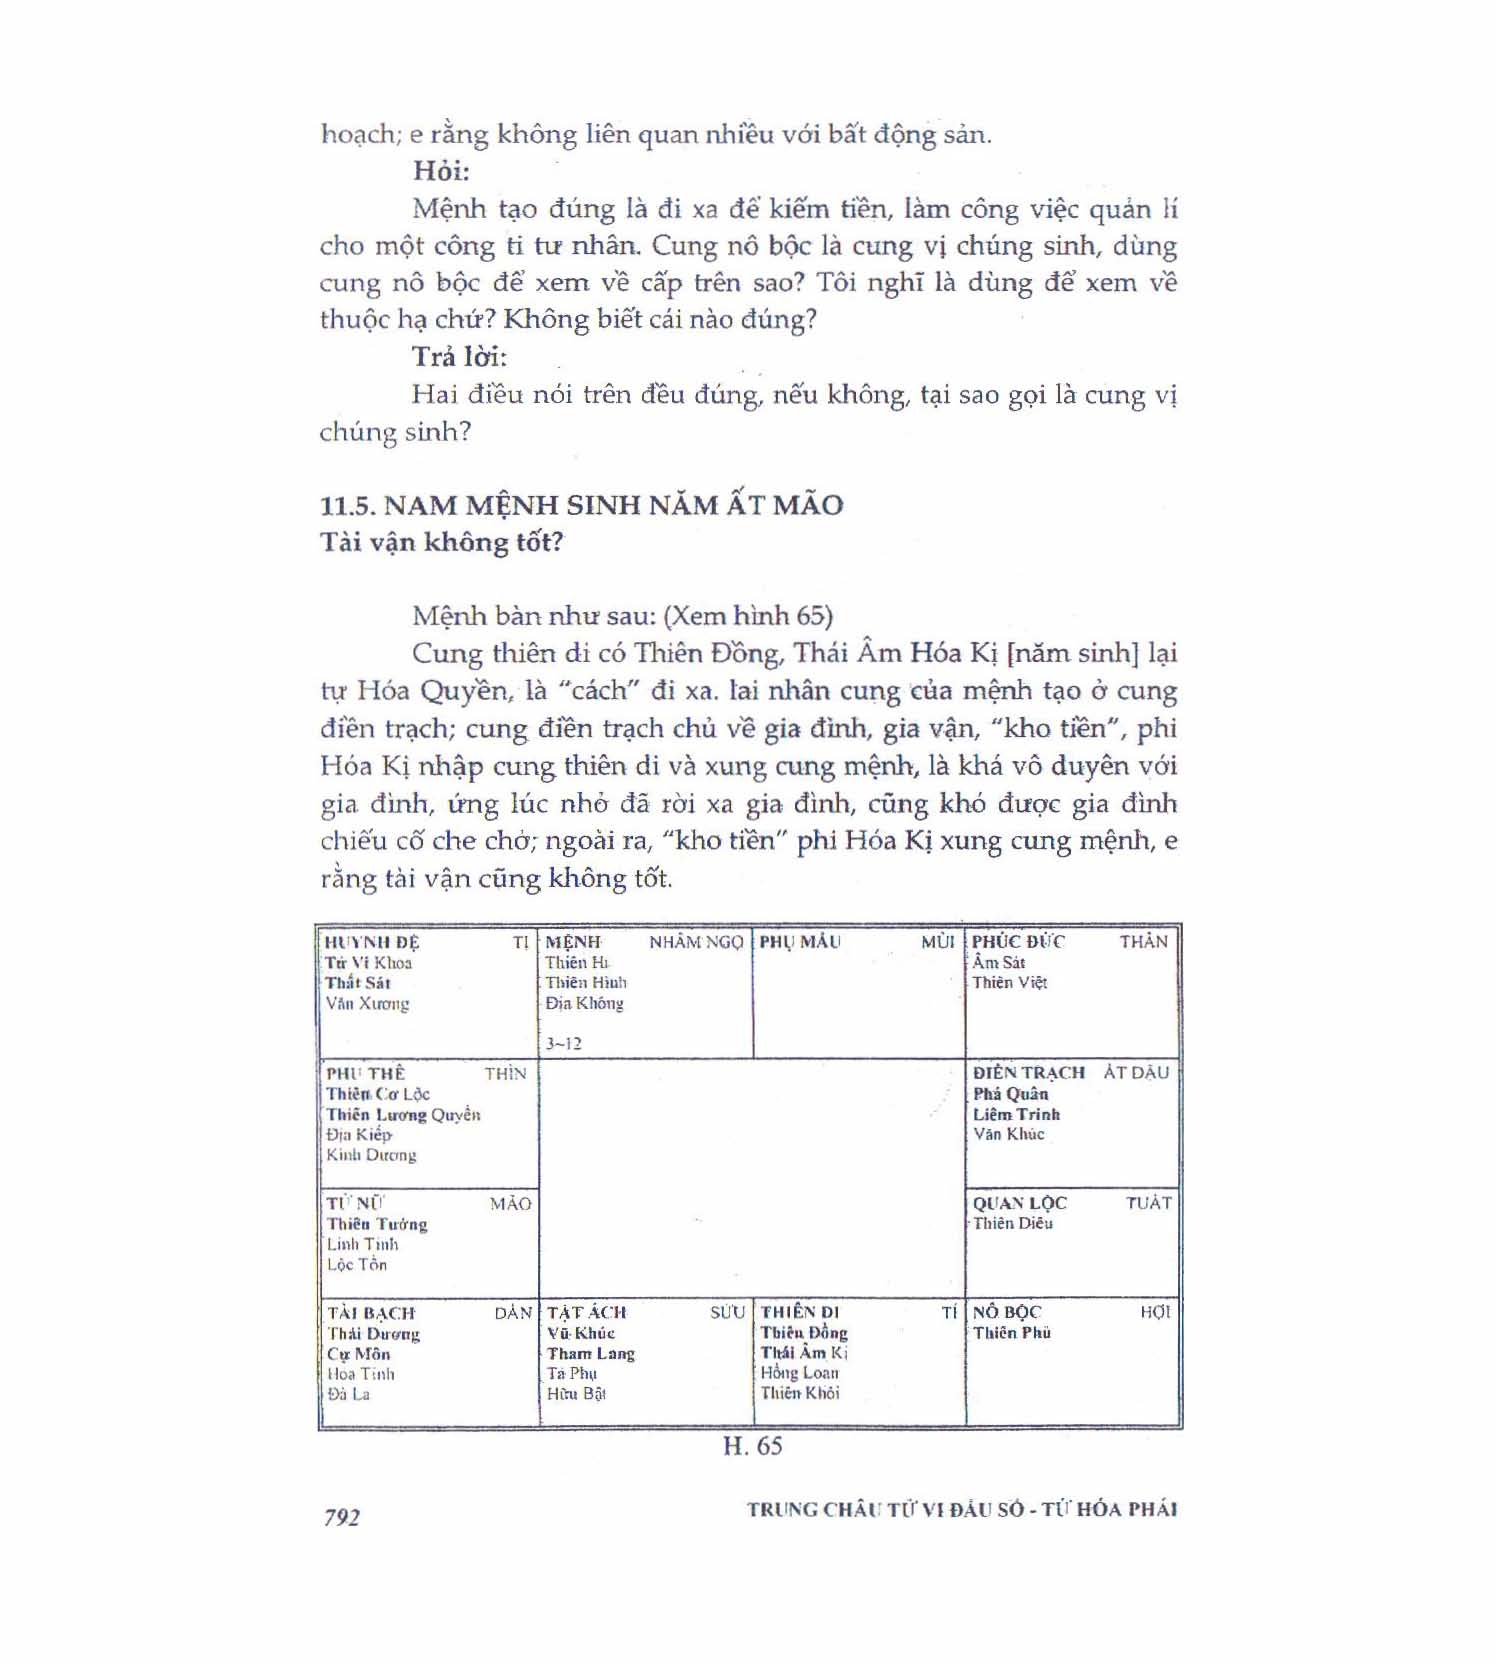 hoạch; e rằng không liên quan nhiều với bất động sản.
Hỏi:
Mệnh tạo đúng là đi xa để kiếm tiền, làm công việc quản lí
cho một công ti tư nhân. Cung nô bộc là cung vị chúng sinh, dùng
cung nô bộc để xem về cấp trên sao? Tôi nghĩ là dùng để xem về
thuộc hạ chứ? Không biết cái nào đúng?
Trả lời:
Hai điều nói trên đều đúng, nếu không, tại sao gọi là cung vị
chúng sinh?
11.5. NAM MỆNH SINH NĂM ẤT MÃO
Tài vận không tốt?
Mệnh bàn như sau: (Xem hình 65)
Cung thiên di có Thiên Đồng, Thái Âm Hóa Kị [năm sinh] lại
tự Hóa Quyền, là "cách" đi xa. lai nhân cung của mệnh tạo ở cung
điền trạch; cung điền trạch chủ về gia đình, gia vận, "kho tiền", phi
Hóa Kị nhập cung thiên di và xung cung mệnh, là khá vô duyên với
gia đình, ứng lúc nhỏ đã rời xa gia đình, cũng khó được gia đình
chiếu cố che chở; ngoài ra, "kho tiền" phi Hóa Kị xung cung mệnh, e
rằng tài vận cũng không tốt.
HUYNH ĐỆ TỊ
Tử Vi Khoa
Thất Sát
Văn Xương
MỆNH NHÂM NGỌ
Thiên Hi
Thiên Hình
Địa Không
3~12
PHỤ MẪU MÙI
PHÚC ĐỨC THÂN
Âm Sát
Thiên Việt
PHU THÊ THÌN
Thiên Cơ Lộc
Thiên Lương Quyền
Địa Kiếp
Kình Dương
ĐIỀN TRẠCH ẤT DẬU
Phá Quân
Liêm Trinh
Văn Khúc
TỬ NỮ MÃO
Thiên Tướng
Linh Tinh
Lộc Tồn
QUAN LỘC TUẤT
Thiên Diêu
TÀI BẠCH DẦN
Thái Dương
Cự Môn
Hoả Tinh
Đà La
TẬT ÁCH SỬU
Vũ Khúc
Tham Lang
Tả Phụ
Hữu Bật
THIÊN DI TÍ
Thiên Đồng
Thái Âm Kị
Hồng Loan
Thiên Khôi
NÔ BỘC HỢI
Thiên Phủ
H. 65
792 TRUNG CHÂU TỬ VI ĐẨU SỐ - TỨ HÓA PHÁI